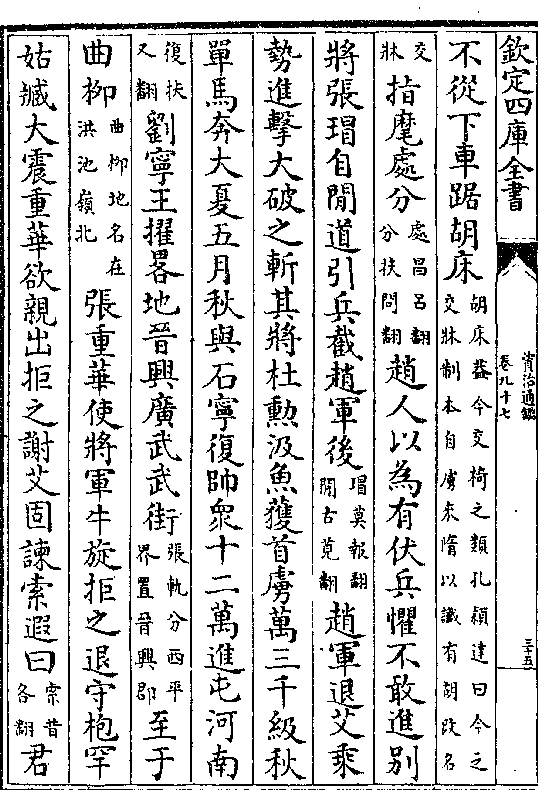 欽定四庫全書
資治通鑑
卷九十七
三十五
不從下車踞胡床胡床蓋今交椅之類孔穎達曰今之交牀制本自虜來隋以讖有胡改名
交牀指麾處分處昌呂翻分扶問翻趙人以為有伏兵懼不敢進别
將張瑁自閒道引兵截趙軍後瑁莫報翻閒古莧翻趙軍退艾乘
勢進擊大破之斬其將杜勲汲魚獲首虜萬三千級秋
單馬奔大夏五月秋與石寧復帥衆十二萬進屯河南
復扶又翻劉寧王擢畧地晉興廣武武街張軌分西平界置晉興郡至于
曲柳曲柳地名在洪池嶺北張重華使將軍牛旋拒之退守枹罕
姑臧大震重華欲親出拒之謝艾固諫索遐曰索昔各翻君